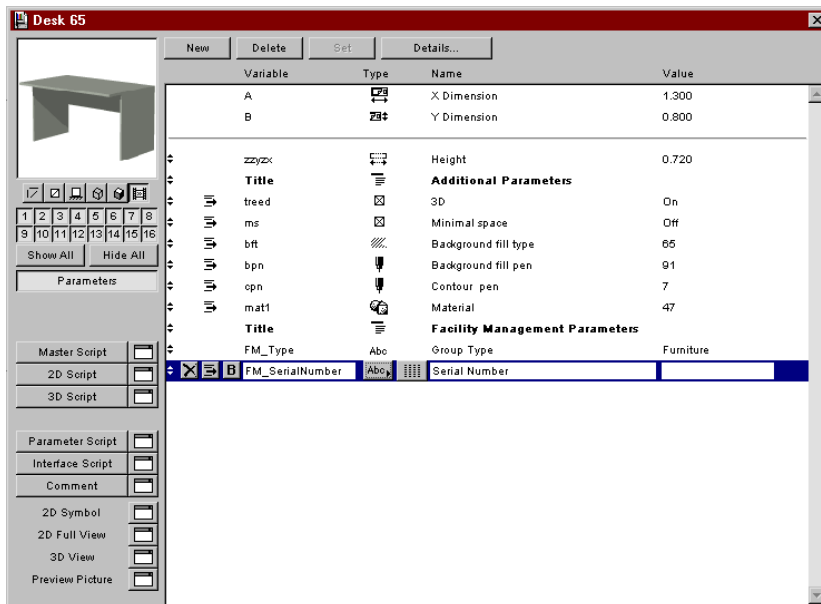 Desk 65
New Delete Set Details...
Variable Type Name Value
A X Dimension 1.300
B Y Dimension 0.800
zzyzx Height 0.720
Title Additional Parameters
treed 3D On
ms Minimal space Off
bft Background fill type 65
bpn Background fill pen 91
cpn Contour pen 7
mat1 Material 47
Title Facility Management Parameters
FM_Type Abc Group Type Furniture
B FM_SerialNumber Abc Serial Number
1 2 3 4 5 6 7 8
9 10 11 12 13 14 15 16
Show All Hide All
Parameters
Master Script
2D Script
3D Script
Parameter Script
Interface Script
Comment
2D Symbol
2D Full View
3D View
Preview Picture